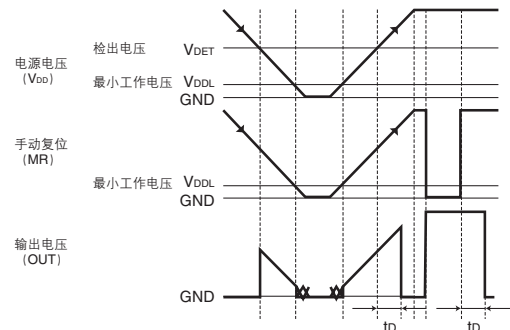 检出电压 VDET
电源电压
(VDD)
最小工作电压 VDDL
GND
手动复位
(MR)
最小工作电压 VDDL
GND
输出电压
(OUT)
GND
tD tD